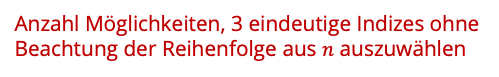 Anzahl Möglichkeiten, 3 eindeutige Indizes ohne
Beachtung der Reihenfolge aus n auszuwählen